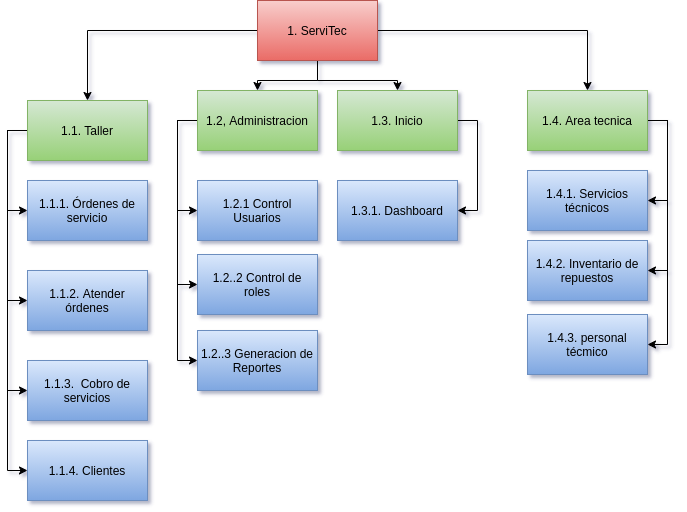 1. ServiTec
1.1. Taller
1.2, Administracion
1.3. Inicio
1.4. Area tecnica
1.1.1. Órdenes de
servicio
1.1.2. Atender
órdenes
1.1.3.  Cobro de
servicios
1.1.4. Clientes
1.2.1 Control
Usuarios
1.2..2 Control de
roles
1.2..3 Generacion de
Reportes
1.3.1. Dashboard
1.4.1. Servicios
técnicos
1.4.2. Inventario de
repuestos
1.4.3. personal
técmico